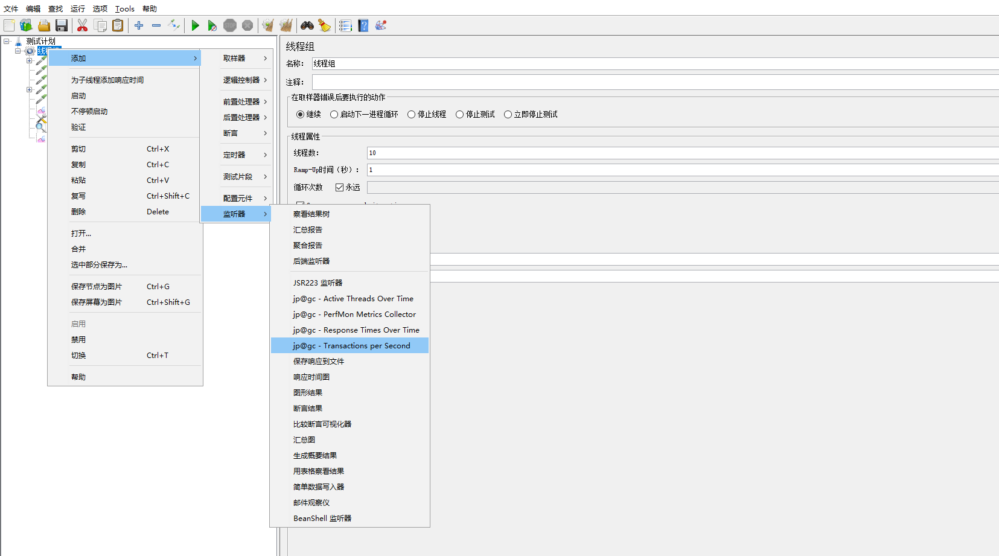 文件 编辑 查找 运行 选项 Tools 帮助
STOP
测试计划
线程组
添加
为子线程添加响应时间
启动
不停顿启动
验证
剪切 Ctrl+X
复制 Ctrl+C
粘贴 Ctrl+V
复写 Ctrl+Shift+C
删除 Delete
打开...
合并
选中部分保存为...
保存节点为图片 Ctrl+G
保存屏幕为图片 Ctrl+Shift+G
启用
禁用
切换 Ctrl+T
帮助
取样器
逻辑控制器
前置处理器
后置处理器
断言
定时器
测试片段
配置元件
监听器
察看结果树
汇总报告
聚合报告
后端监听器
JSR223 监听器
jp@gc - Active Threads Over Time
jp@gc - PerfMon Metrics Collector
jp@gc - Response Times Over Time
jp@gc - Transactions per Second
保存响应到文件
响应时间图
图形结果
断言结果
比较断言可视化器
汇总图
生成概要结果
用表格察看结果
简单数据写入器
邮件观察仪
BeanShell 监听器
线程组
名称： 线程组
注释：
在取样器错误后要执行的动作
继续 启动下一进程循环 停止线程 停止测试 立即停止测试
线程属性
线程数： 10
Ramp-Up时间（秒）： 1
循环次数 永远